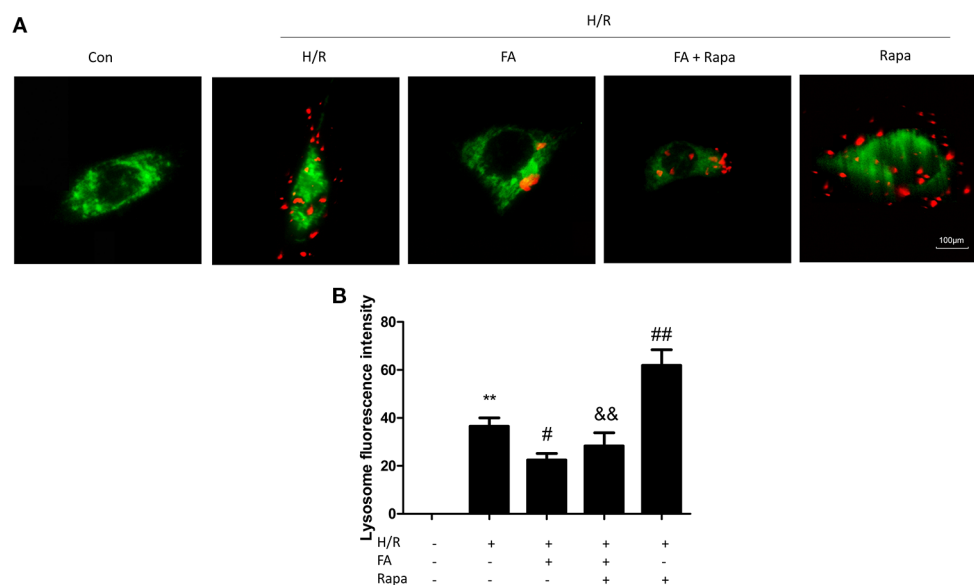 H/R
A
Con H/R FA FA + Rapa Rapa
100μm
B
Lysosome fluorescence intensity
80
60
40
20
0
** # && ##
H/R - + + + +
FA - - + + -
Rapa - - - + +